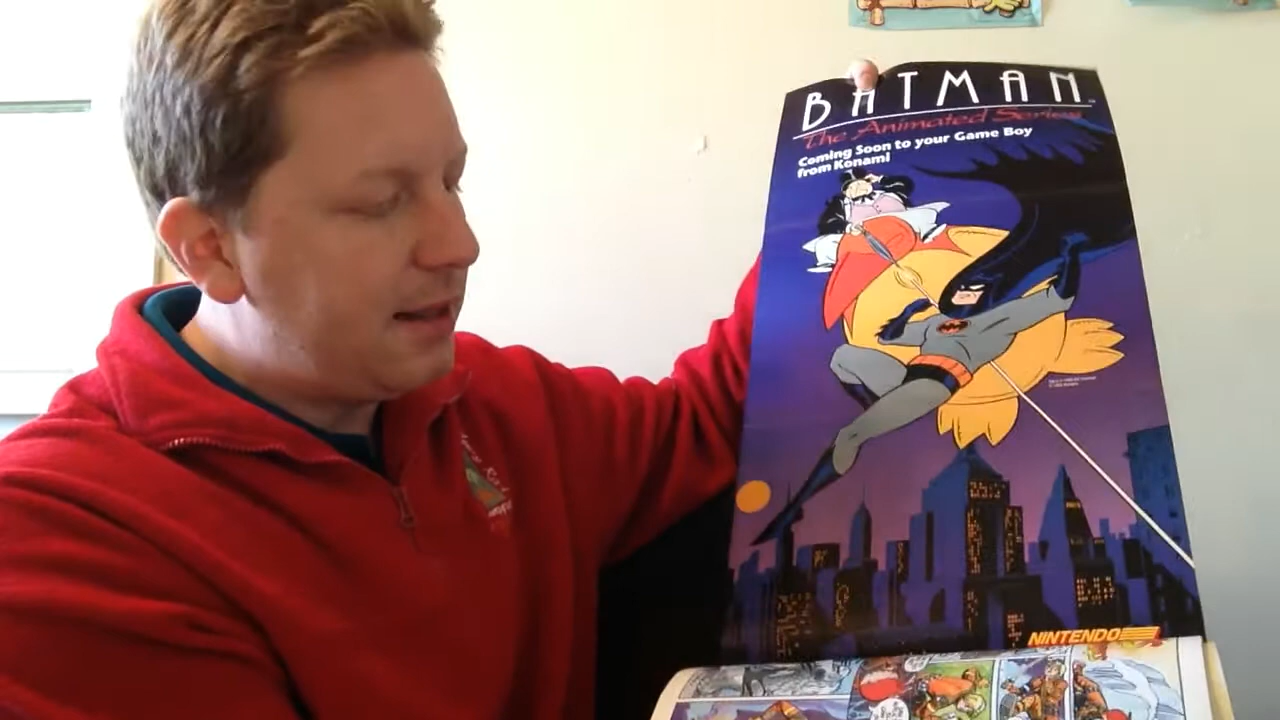 BATMAN
The Animated Series
Coming Soon to your Game Boy
from Konami
NINTENDO